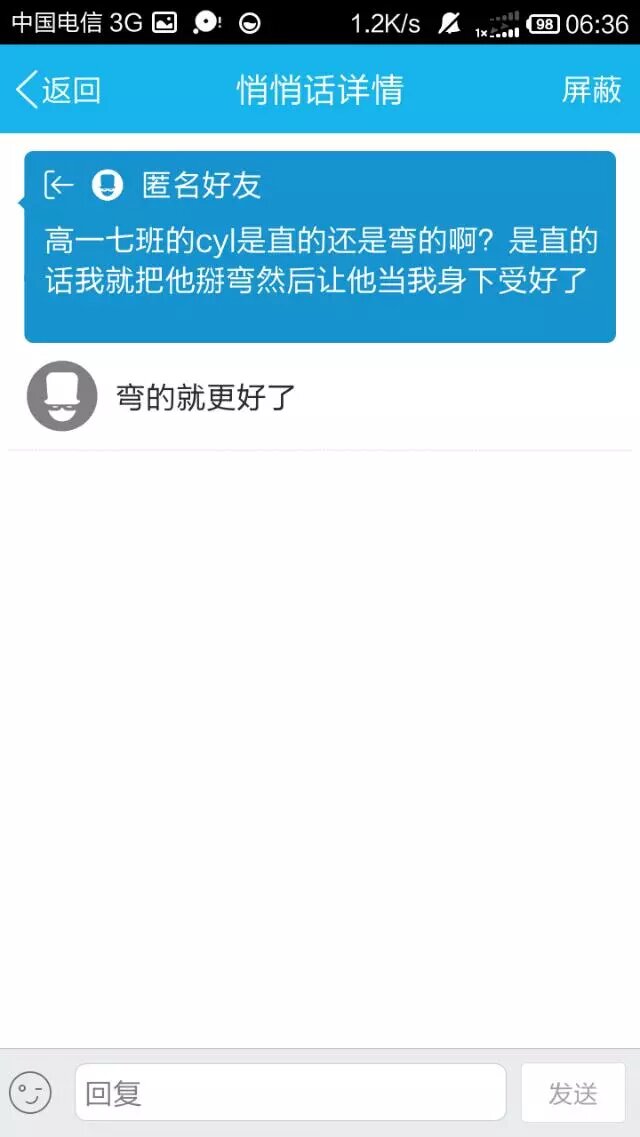 中国电信 3G 1.2K/s 1x 98 06:36
返回 悄悄话详情 屏蔽
匿名好友
高一七班的cyl是直的还是弯的啊？是直的
话我就把他掰弯然后让他当我身下受好了
弯的就更好了
回复 发送